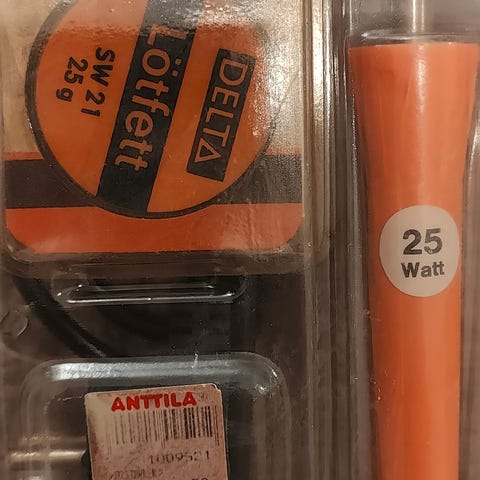 DELTA
Lötfett
SW 21
25 g
25
Watt
ANTTILA
1009521